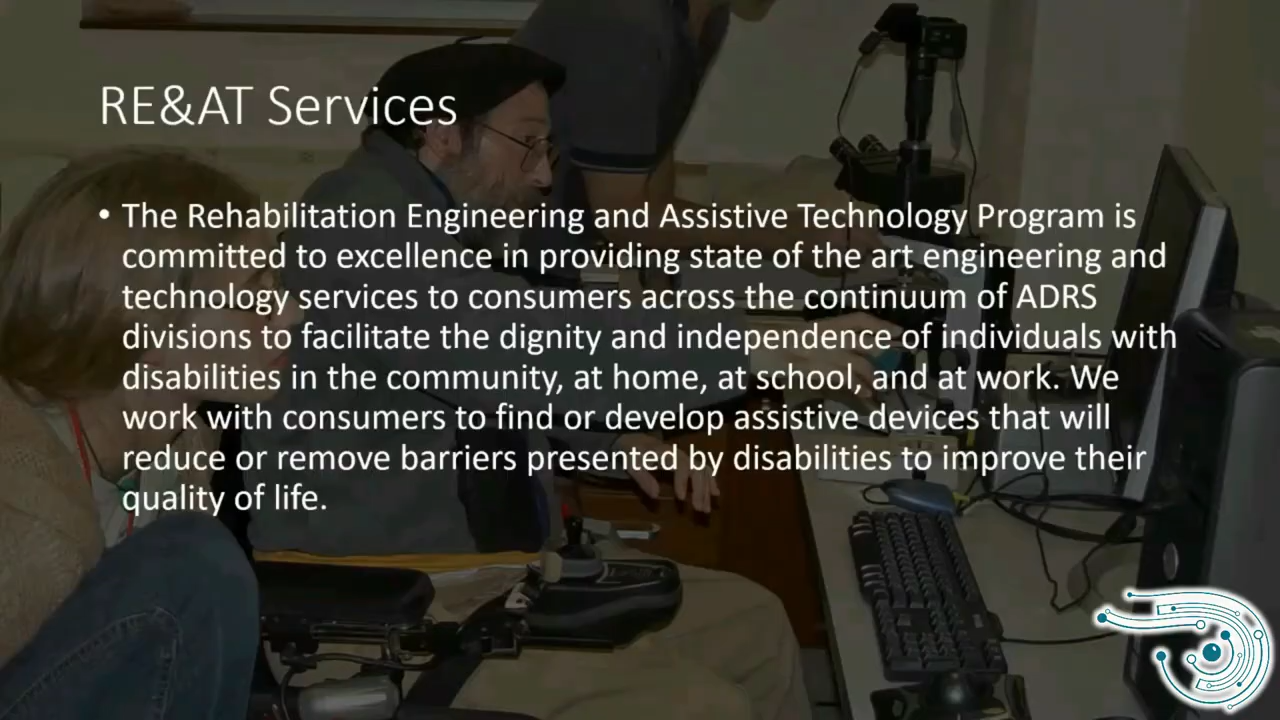 RE&AT Services
• The Rehabilitation Engineering and Assistive Technology Program is
committed to excellence in providing state of the art engineering and
technology services to consumers across the continuum of ADRS
divisions to facilitate the dignity and independence of individuals with
disabilities in the community, at home, at school, and at work. We
work with consumers to find or develop assistive devices that will
reduce or remove barriers presented by disabilities to improve their
quality of life.